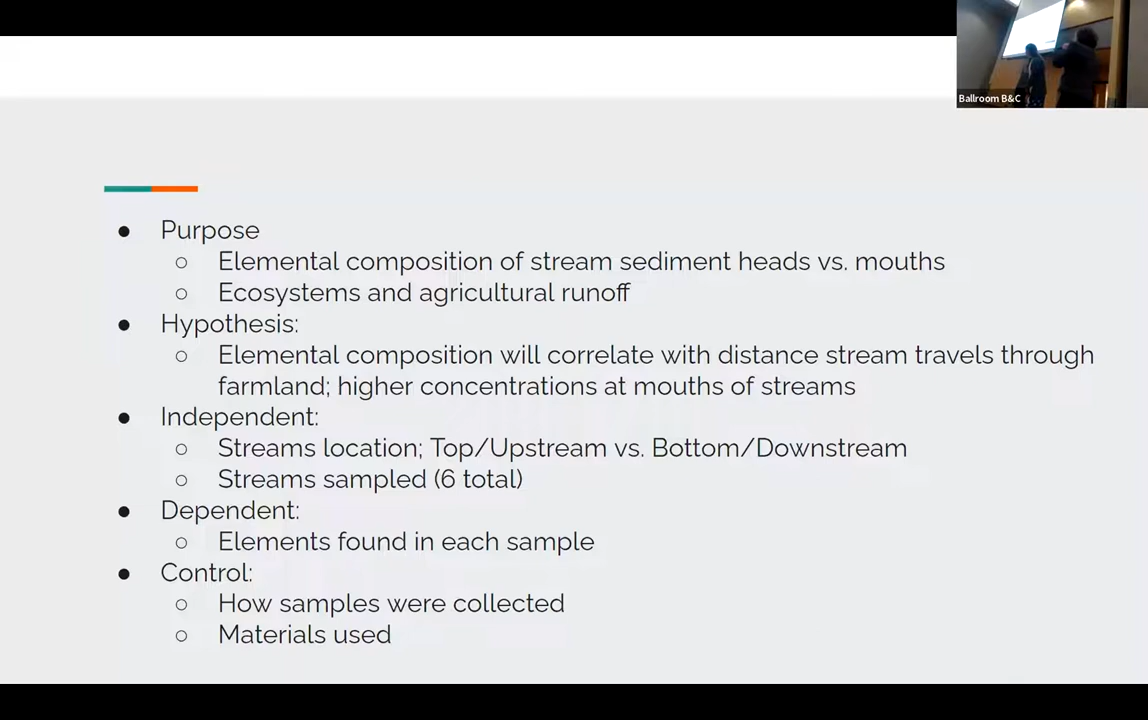 Ballroom B&C
● Purpose
○ Elemental composition of stream sediment heads vs. mouths
○ Ecosystems and agricultural runoff
● Hypothesis:
○ Elemental composition will correlate with distance stream travels through
farmland; higher concentrations at mouths of streams
● Independent:
○ Streams location; Top/Upstream vs. Bottom/Downstream
○ Streams sampled (6 total)
● Dependent:
○ Elements found in each sample
● Control:
○ How samples were collected
○ Materials used